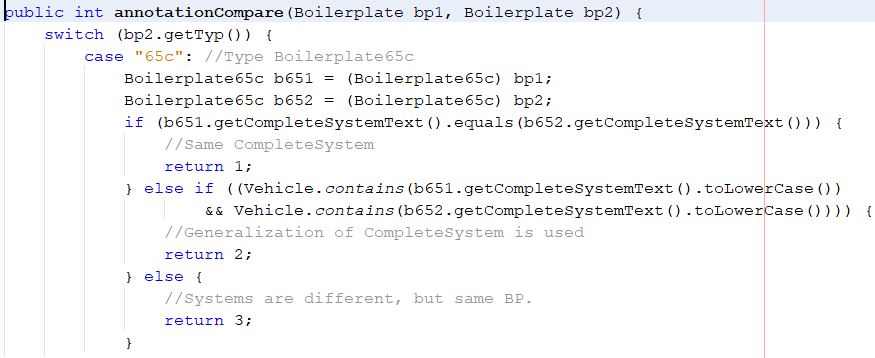 public int annotationCompare(Boilerplate bp1, Boilerplate bp2) {
    switch (bp2.getTyp()) {
        case "65c": //Type Boilerplate65c
            Boilerplate65c b651 = (Boilerplate65c) bp1;
            Boilerplate65c b652 = (Boilerplate65c) bp2;
            if (b651.getCompleteSystemText().equals(b652.getCompleteSystemText())) {
                //Same CompleteSystem
                return 1;
            } else if ((Vehicle.contains(b651.getCompleteSystemText().toLowerCase())
                    && Vehicle.contains(b652.getCompleteSystemText().toLowerCase()))) {
                //Generalization of CompleteSystem is used
                return 2;
            } else {
                //Systems are different, but same BP.
                return 3;
            }